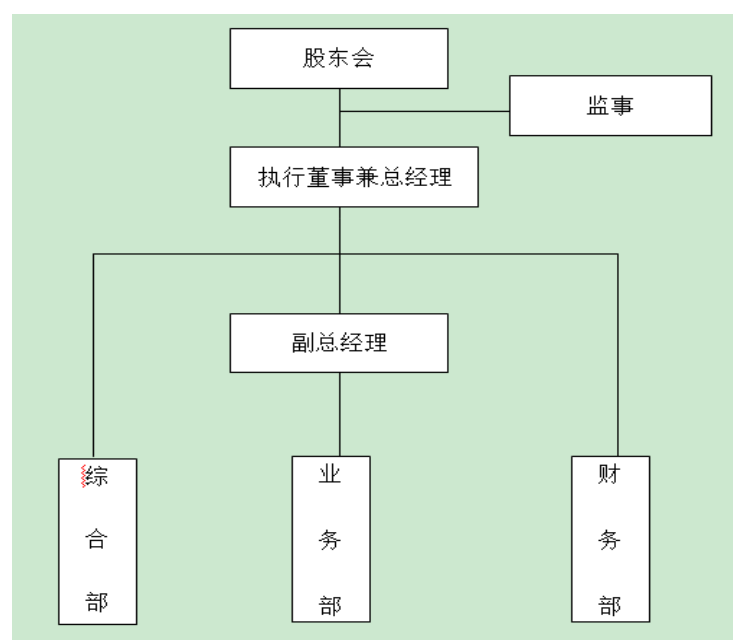 股东会
监事
执行董事兼总经理
副总经理
综合部
业务部
财务部